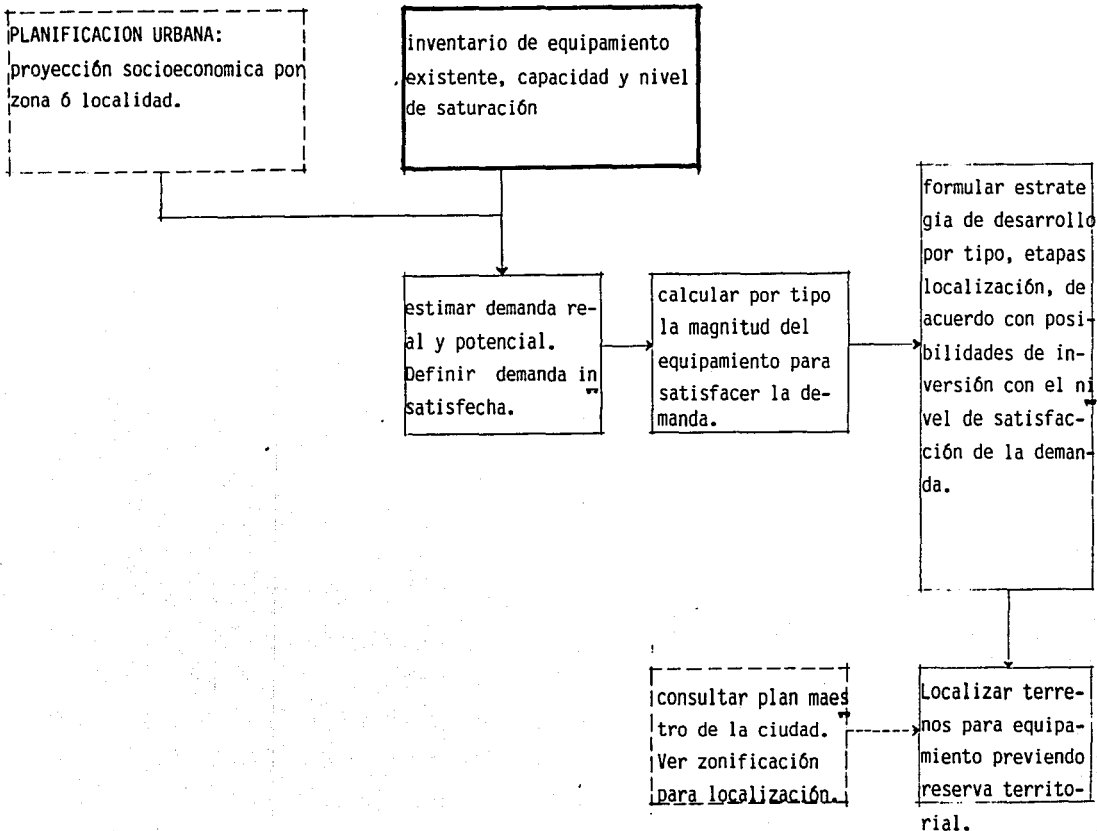 PLANIFICACION URBANA:
proyección socioeconomica por
zona ó localidad.
inventario de equipamiento
existente, capacidad y nivel
de saturación
estimar demanda re-
al y potencial.
Definir demanda in
satisfecha.
calcular por tipo
la magnitud del
equipamiento para
satisfacer la de-
manda.
formular estrate
gia de desarrollo
por tipo, etapas
localización, de
acuerdo con posi-
bilidades de in-
versión con el ni
vel de satisfac-
ción de la deman-
da.
consultar plan maes
tro de la ciudad.
Ver zonificación
para localización.
Localizar terre-
nos para equipa-
miento previendo
reserva territo-
rial.